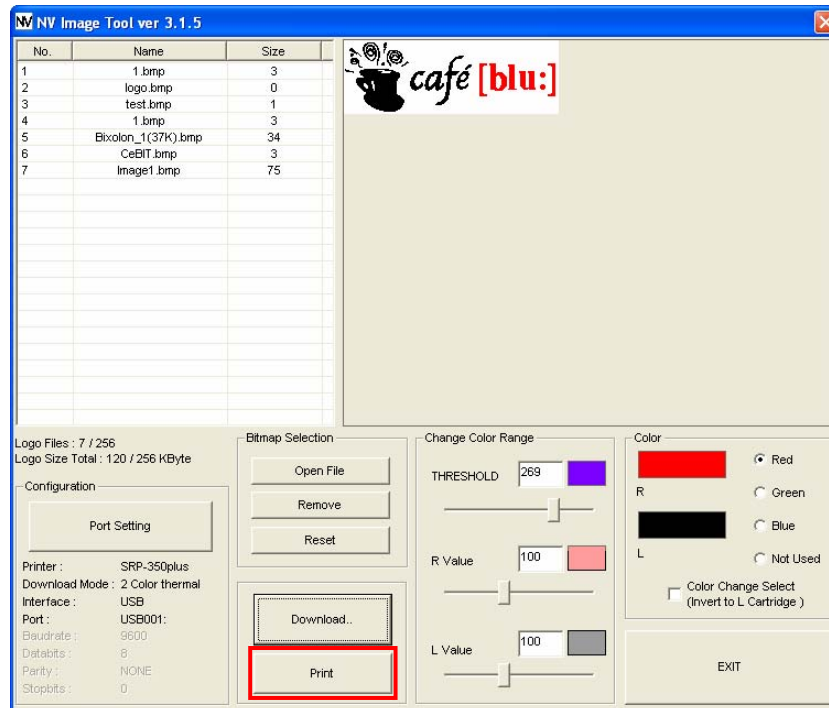 NV NV Image Tool ver 3.1.5
No. Name Size
1 1.bmp 3
2 logo.bmp 0
3 test.bmp 1
4 1.bmp 3
5 Bixolon_1(37K).bmp 34
6 CeBIT.bmp 3
7 Image1.bmp 75
café [blu:]
Logo Files : 7 / 256
Logo Size Total : 120 / 256 KByte
Configuration
Port Setting
Printer : SRP-350plus
Download Mode : 2 Color thermal
Interface : USB
Port : USB001:
Baudrate : 9600
Databits : 8
Parity : NONE
Stopbits : 0
Bitmap Selection
Open File
Remove
Reset
Download..
Print
Change Color Range
THRESHOLD 269
R Value 100
L Value 100
Color
R
L
Red
Green
Blue
Not Used
Color Change Select
(Invert to L Cartridge )
EXIT